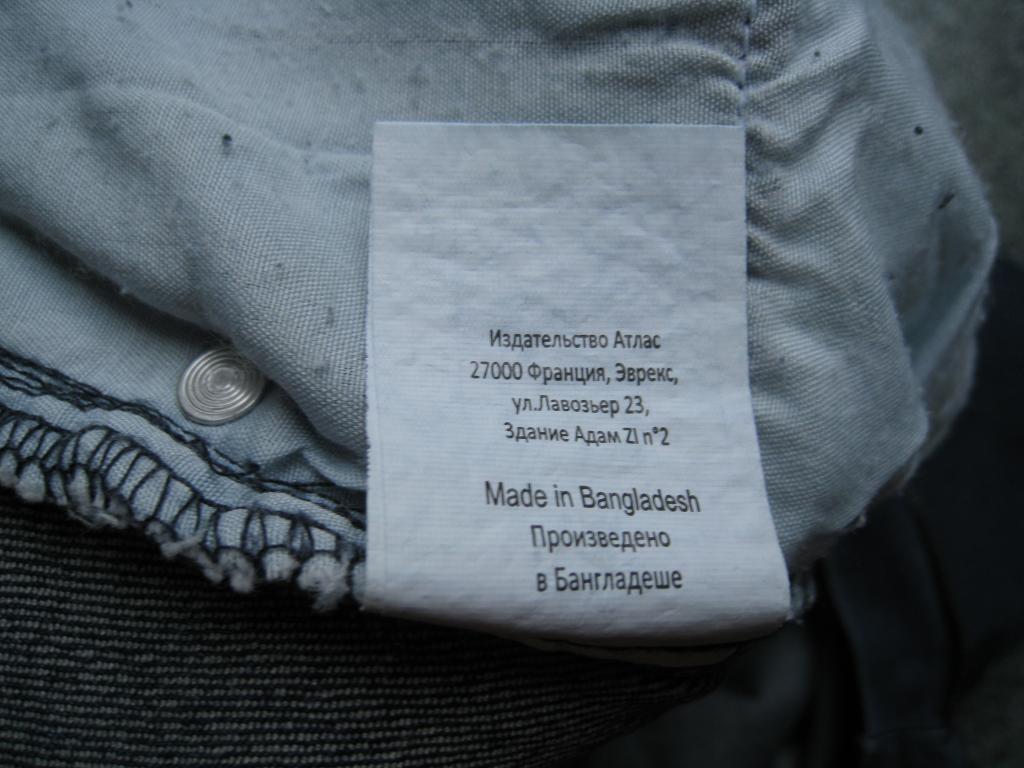 Издательство Атлас
27000 Франция, Эврекс,
ул.Лавозьер 23,
Здание Адам ZI n°2
Made in Bangladesh
Произведено
в Бангладеше